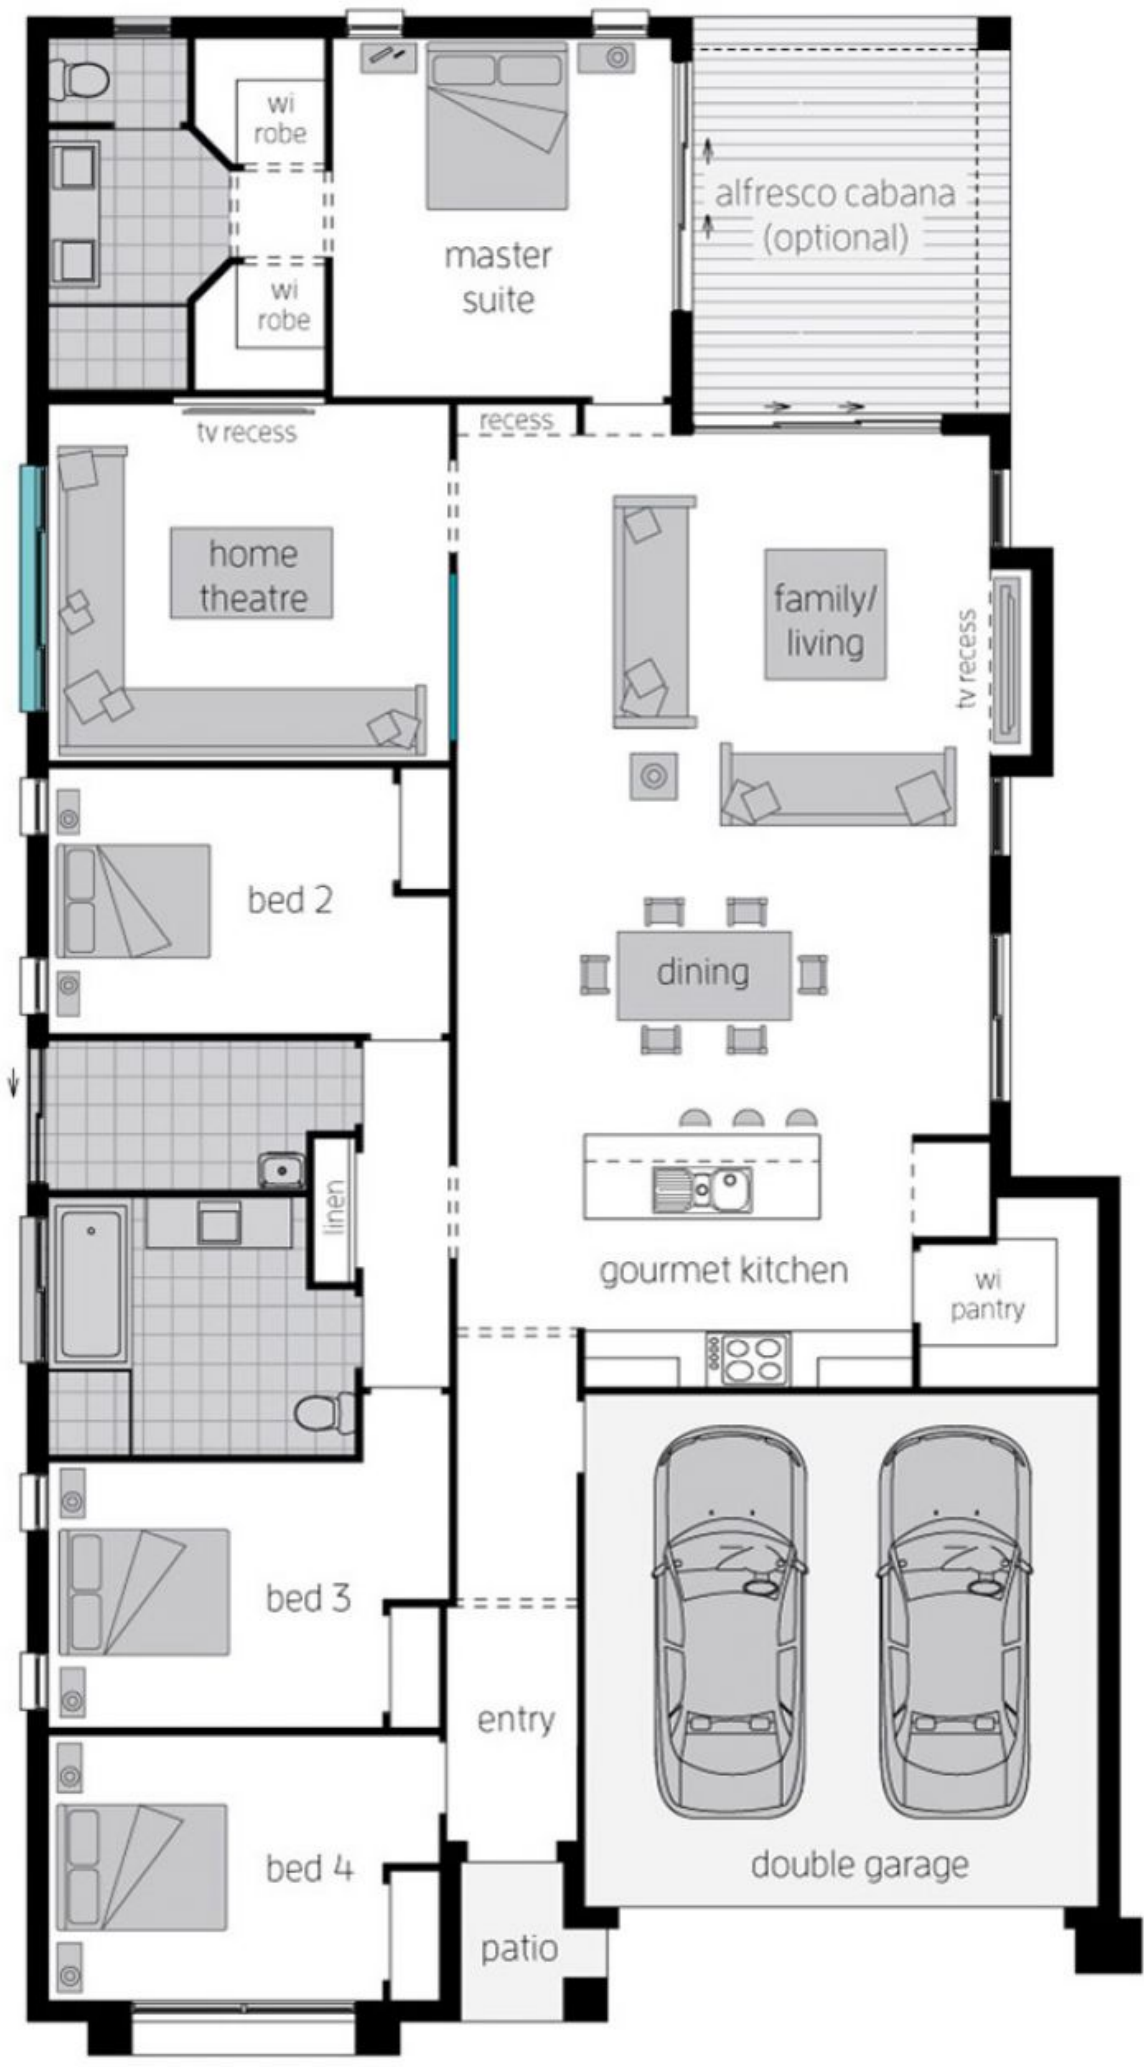 wi
robe
master
suite
wi
robe
alfresco cabana
(optional)
tv recess
recess
home
theatre
family/
living
tv recess
bed 2
dining
linen
gourmet kitchen
wi
pantry
bed 3
entry
bed 4
double garage
patio